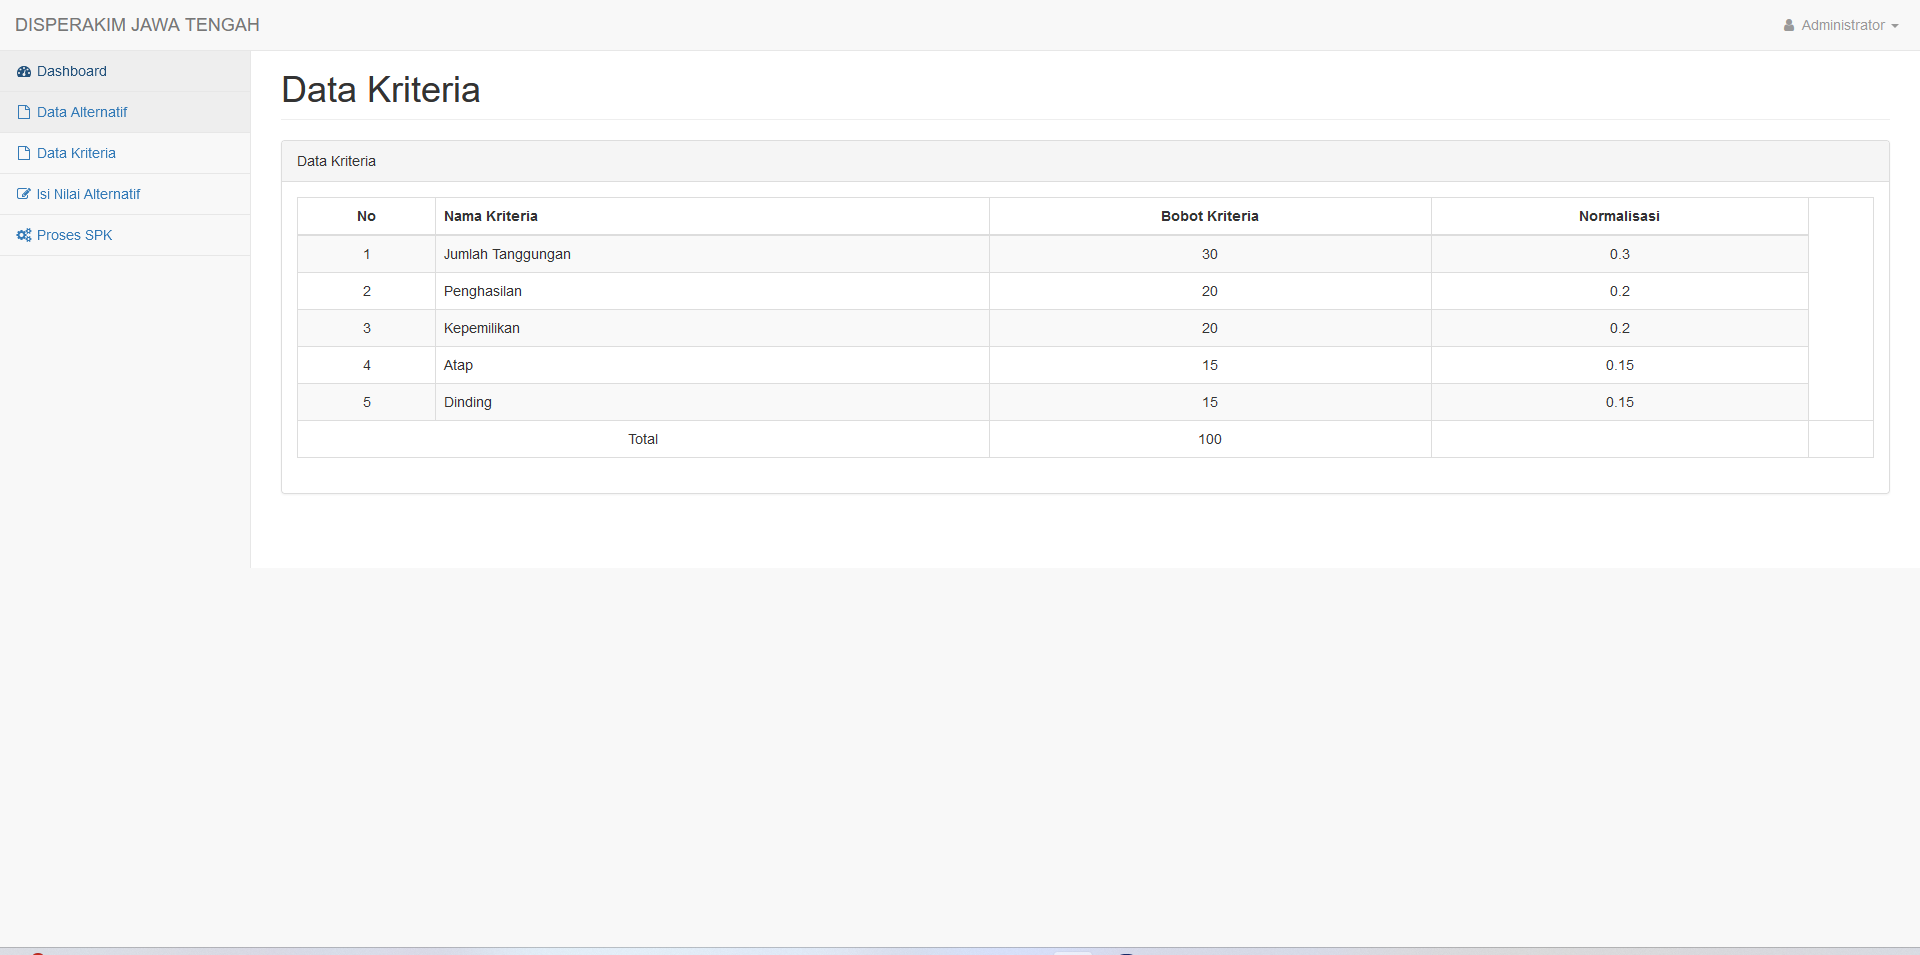 DISPERAKIM JAWA TENGAH
Administrator
Dashboard
Data Alternatif
Data Kriteria
Isi Nilai Alternatif
Proses SPK
Data Kriteria
Data Kriteria
No Nama Kriteria Bobot Kriteria Normalisasi
1 Jumlah Tanggungan 30 0.3
2 Penghasilan 20 0.2
3 Kepemilikan 20 0.2
4 Atap 15 0.15
5 Dinding 15 0.15
Total 100